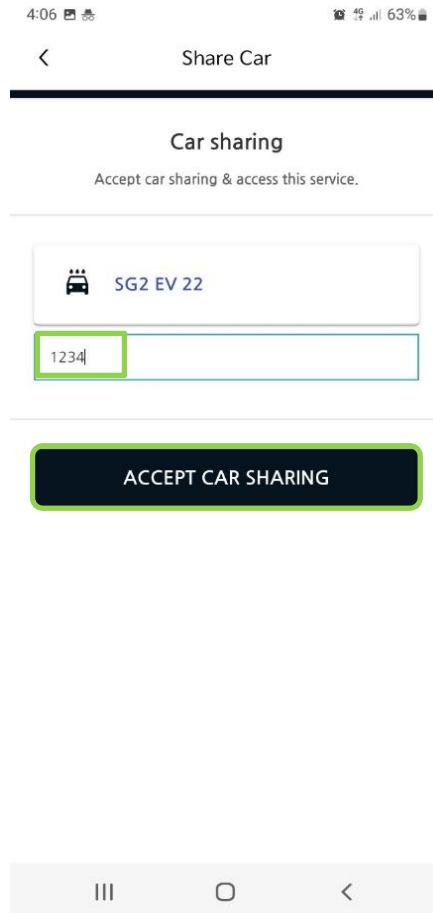 4:06 4G 63%
Share Car
Car sharing
Accept car sharing & access this service.
SG2 EV 22
1234
ACCEPT CAR SHARING